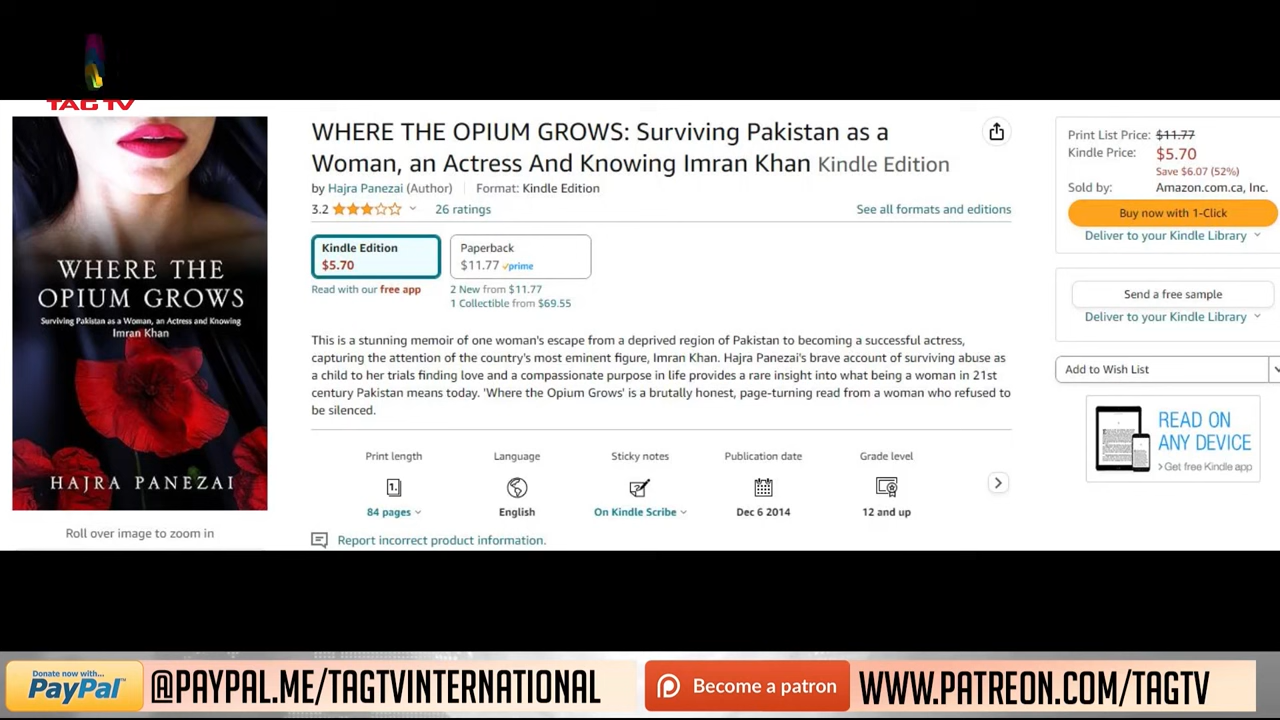 TAG TV
WHERE THE OPIUM GROWS: Surviving Pakistan as a
Woman, an Actress And Knowing Imran Khan Kindle Edition
by Hajra Panezai (Author) Format: Kindle Edition
3.2 26 ratings
See all formats and editions
Kindle Edition
$5.70
Paperback
$11.77 prime
Read with our free app
2 New from $11.77
1 Collectible from $69.55
This is a stunning memoir of one woman's escape from a deprived region of Pakistan to becoming a successful actress,
capturing the attention of the country's most eminent figure, Imran Khan. Hajra Panezai's brave account of surviving abuse as
a child to her trials finding love and a compassionate purpose in life provides a rare insight into what being a woman in 21st
century Pakistan means today. 'Where the Opium Grows' is a brutally honest, page-turning read from a woman who refused to
be silenced.
Print length
1.
84 pages
Language
English
Sticky notes
On Kindle Scribe
Publication date
Dec 6 2014
Grade level
12 and up
Report incorrect product information.
WHERE THE
OPIUM GROWS
Surviving Pakistan as a Woman, an Actress and Knowing
Imran Khan
HAJRA PANEZAI
Roll over image to zoom in
Print List Price: $11.77
Kindle Price: $5.70
Save $6.07 (52%)
Sold by: Amazon.com.ca, Inc.
Buy now with 1-Click
Deliver to your Kindle Library
Send a free sample
Deliver to your Kindle Library
Add to Wish List
READ ON
ANY DEVICE
> Get free Kindle app
Donate now with...
PayPal
@PAYPAL.ME/TAGTVINTERNATIONAL
Become a patron
WWW.PATREON.COM/TAGTV